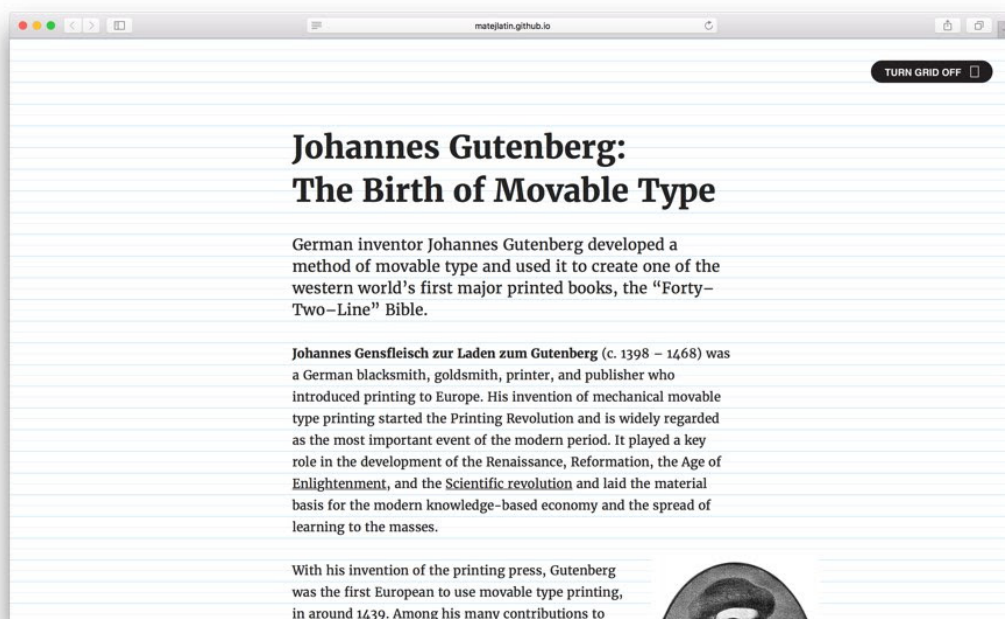 matejlatin.github.io
TURN GRID OFF
Johannes Gutenberg:
The Birth of Movable Type
German inventor Johannes Gutenberg developed a
method of movable type and used it to create one of the
western world’s first major printed books, the “Forty–
Two–Line” Bible.
Johannes Gensfleisch zur Laden zum Gutenberg (c. 1398 – 1468) was
a German blacksmith, goldsmith, printer, and publisher who
introduced printing to Europe. His invention of mechanical movable
type printing started the Printing Revolution and is widely regarded
as the most important event of the modern period. It played a key
role in the development of the Renaissance, Reformation, the Age of
Enlightenment, and the Scientific revolution and laid the material
basis for the modern knowledge-based economy and the spread of
learning to the masses.
With his invention of the printing press, Gutenberg
was the first European to use movable type printing,
in around 1439. Among his many contributions to